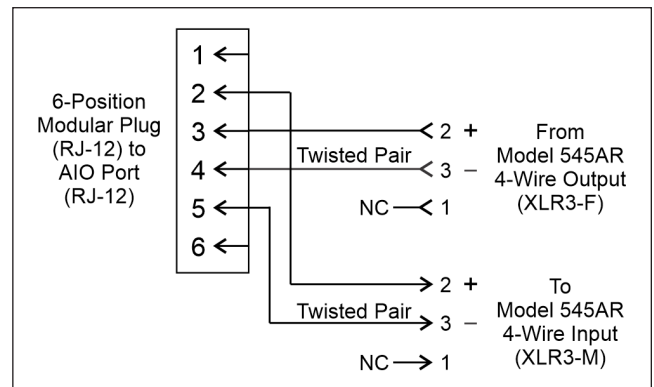 6-Position
Modular Plug
(RJ-12) to
AIO Port
(RJ-12)
1
2
3
4
5
6
2 +
Twisted Pair
3 –
NC 1
From
Model 545AR
4-Wire Output
(XLR3-F)
2 +
Twisted Pair
3 –
NC 1
To
Model 545AR
4-Wire Input
(XLR3-M)